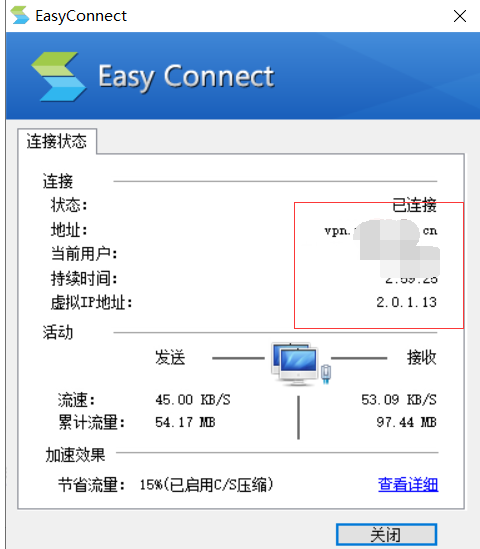 EasyConnect
Easy Connect
连接状态
连接
状态: 已连接
地址: vpn. cn
当前用户:
持续时间:
虚拟IP地址: 2.0.1.13
活动
发送 接收
流速: 45.00 KB/S 53.09 KB/S
累计流量: 54.17 MB 97.44 MB
加速效果
节省流量: 15%(已启用C/S压缩) 查看详细
关闭